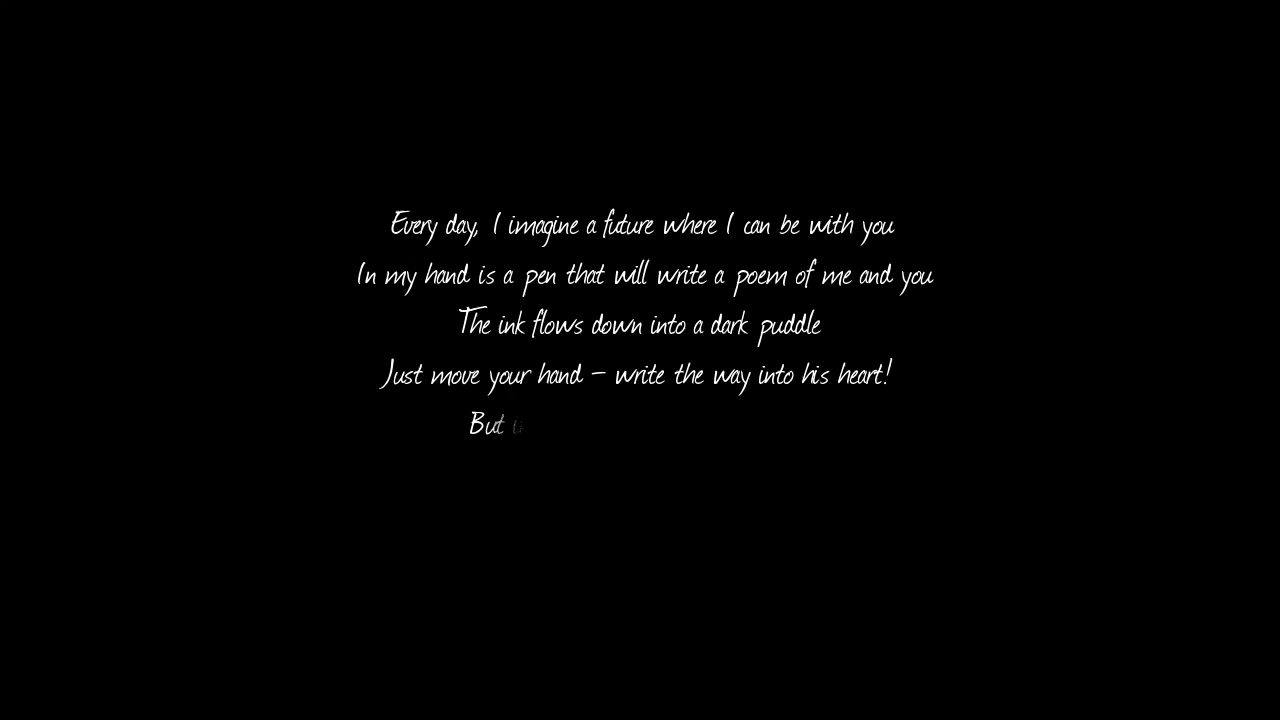 Every day, I imagine a future where I can be with you
In my hand is a pen that will write a poem of me and you
The ink flows down into a dark puddle
Just move your hand – write the way into his heart!
But